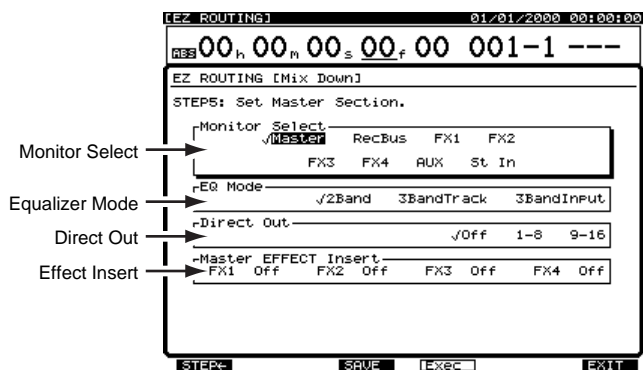 [EZ ROUTING] 01/01/2000 00:00:00
ABS 00h 00m 00s 00f 00 001-1 ---
EZ ROUTING [Mix Down]
STEP5: Set Master Section.
Monitor Select
√Master RecBus FX1 FX2
Monitor Select
FX3 FX4 AUX St In
EQ Mode
Equalizer Mode
√2Band 3BandTrack 3BandInput
Direct Out
Direct Out
√Off 1-8 9-16
Master EFFECT Insert
Effect Insert
FX1 Off FX2 Off FX3 Off FX4 Off
STEP← SAVE Exec EXIT